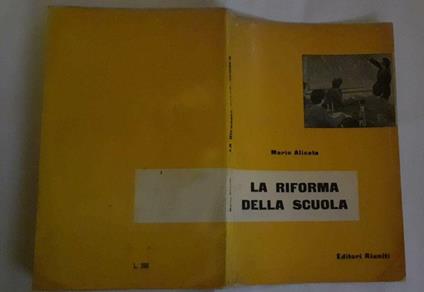 Mario Alicata
LA RIFORMA
DELLA SCUOLA
Editori Riuniti